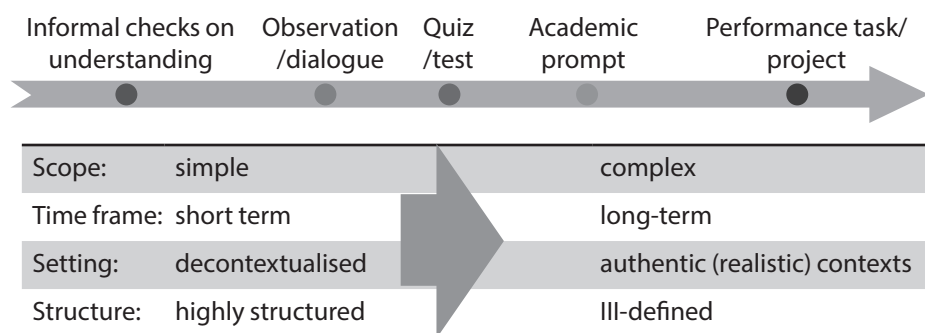 Informal checks on understanding
Observation /dialogue
Quiz /test
Academic prompt
Performance task/ project
Scope: simple complex
Time frame: short term long-term
Setting: decontextualised authentic (realistic) contexts
Structure: highly structured III-defined